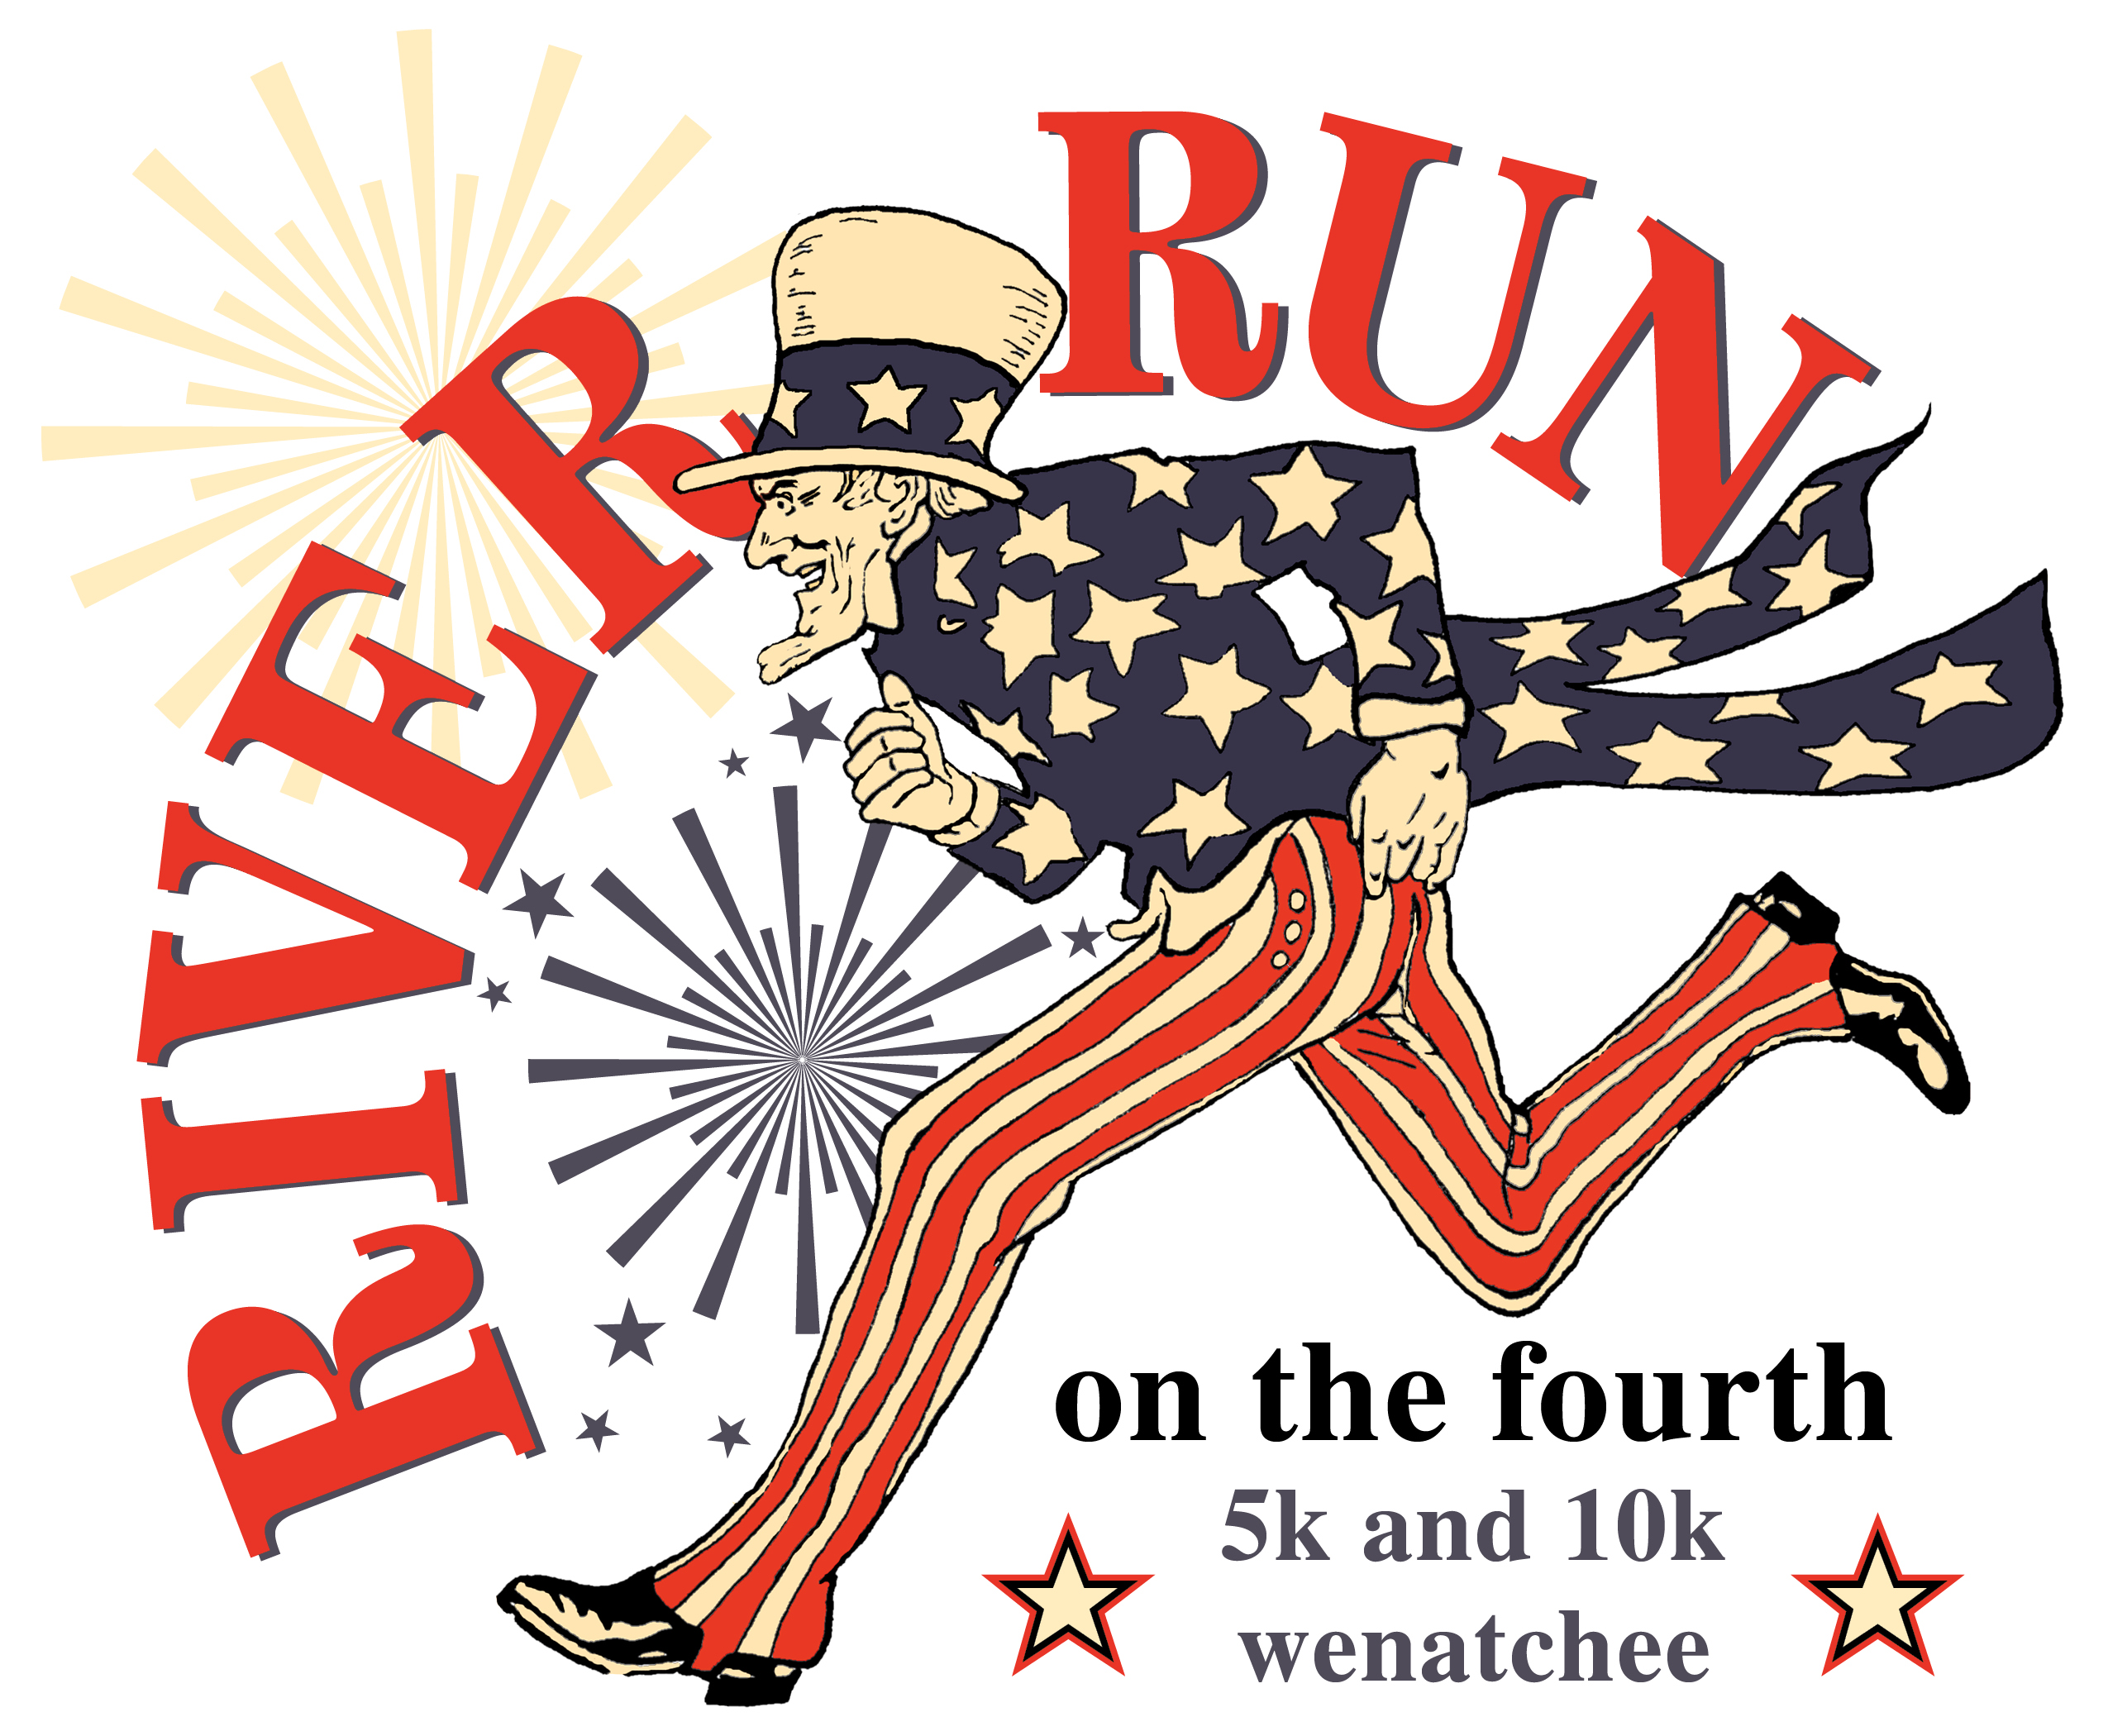 RIVER RUN
on the fourth
5k and 10k
wenatchee